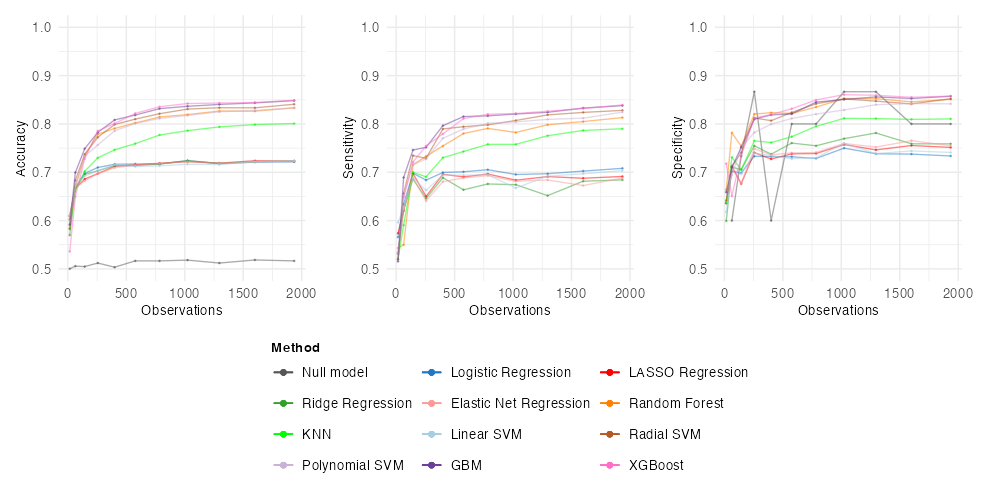 Accuracy
1.0
0.9
0.8
0.7
0.6
0.5
0 500 1000 1500 2000
Observations
Sensitivity
1.0
0.9
0.8
0.7
0.6
0.5
0 500 1000 1500 2000
Observations
Specificity
1.0
0.9
0.8
0.7
0.6
0.5
0 500 1000 1500 2000
Observations
Method
Null model Logistic Regression LASSO Regression
Ridge Regression Elastic Net Regression Random Forest
KNN Linear SVM Radial SVM
Polynomial SVM GBM XGBoost